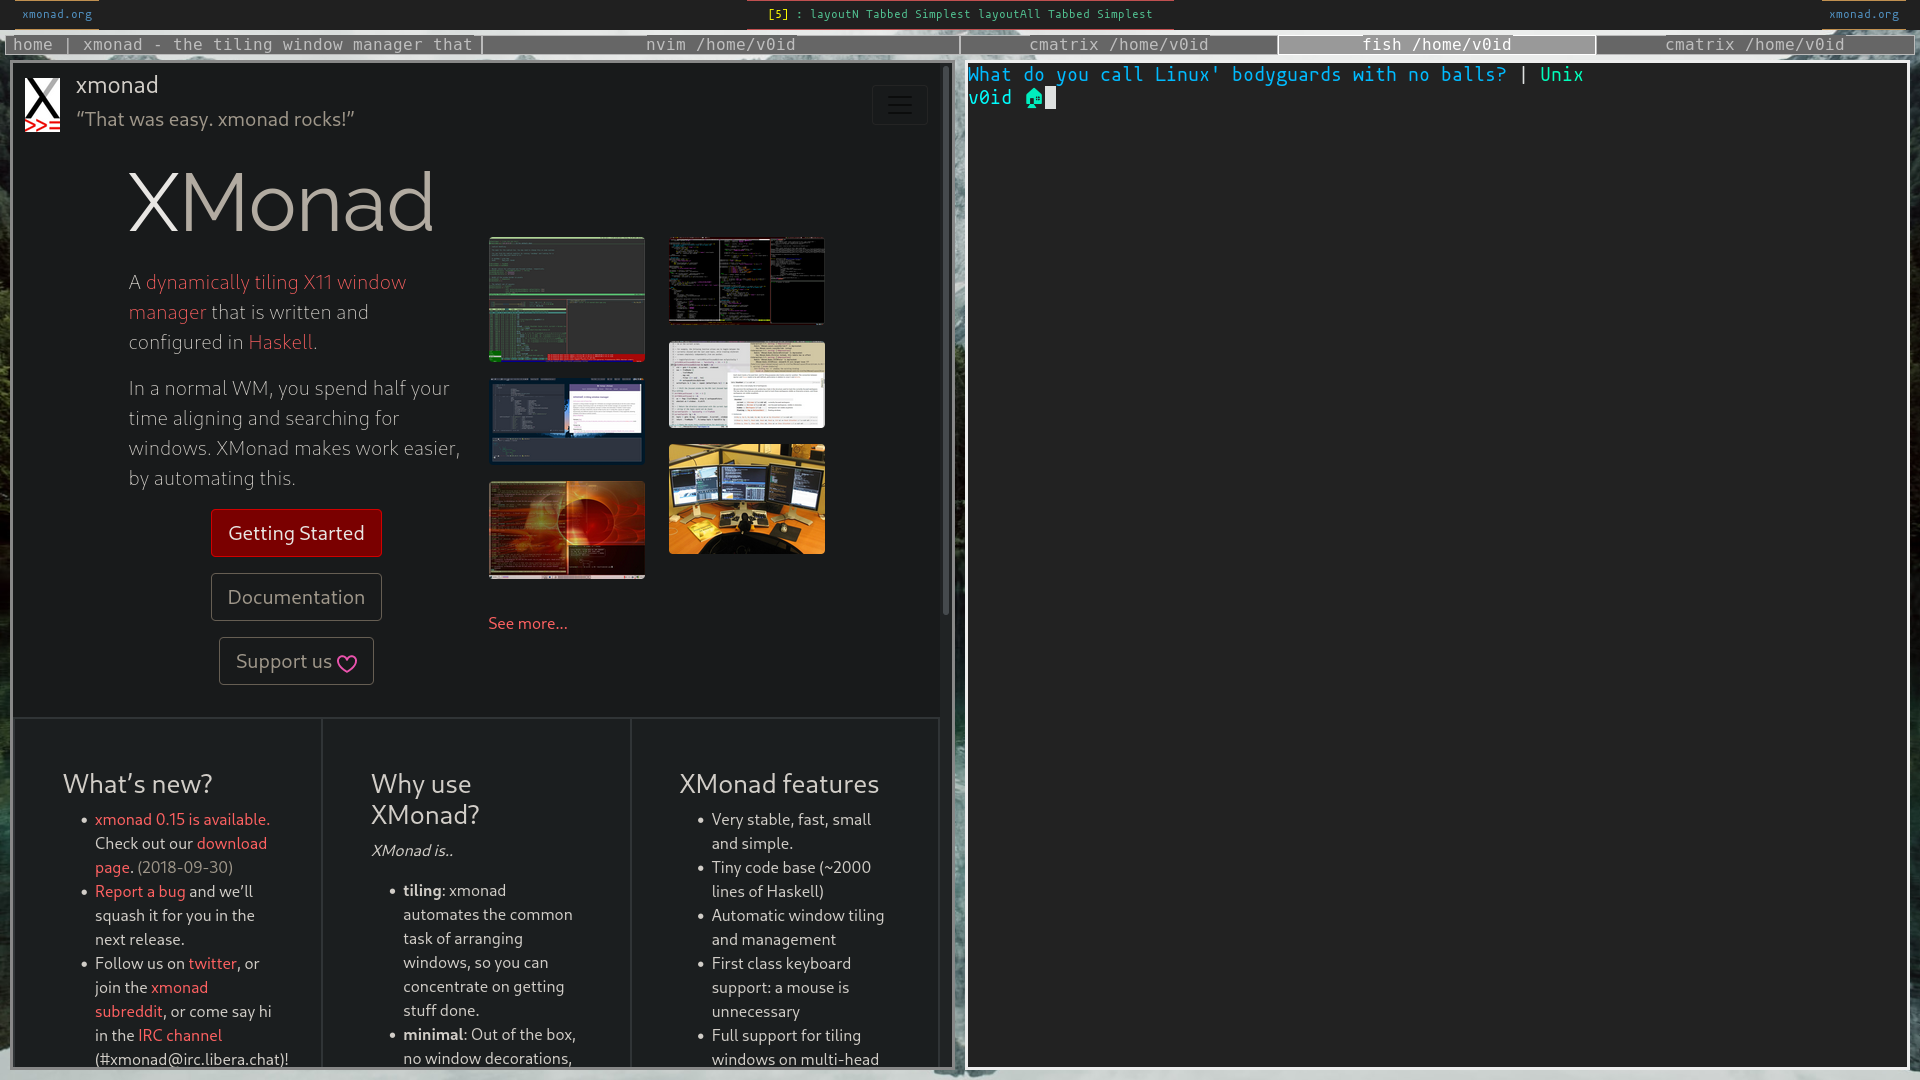 xmonad.org
[5] : layoutN Tabbed Simplest layoutAll Tabbed Simplest
xmonad.org
home | xmonad - the tiling window manager that
nvim /home/v0id
cmatrix /home/v0id
fish /home/v0id
cmatrix /home/v0id
xmonad
“That was easy. xmonad rocks!”
>>=
XMonad
A dynamically tiling X11 window
manager that is written and
configured in Haskell.
In a normal WM, you spend half your
time aligning and searching for
windows. XMonad makes work easier,
by automating this.
Getting Started
Documentation
Support us
See more...
What’s new?
• xmonad 0.15 is available.
Check out our download
page. (2018-09-30)
• Report a bug and we’ll
squash it for you in the
next release.
• Follow us on twitter, or
join the xmonad
subreddit, or come say hi
in the IRC channel
(#xmonad@irc.libera.chat)!
Why use
XMonad?
XMonad is..
• tiling: xmonad
automates the common
task of arranging
windows, so you can
concentrate on getting
stuff done.
• minimal: Out of the box,
no window decorations,
XMonad features
• Very stable, fast, small
and simple.
• Tiny code base (~2000
lines of Haskell)
• Automatic window tiling
and management
• First class keyboard
support: a mouse is
unnecessary
• Full support for tiling
windows on multi-head
What do you call Linux' bodyguards with no balls? | Unix
v0id